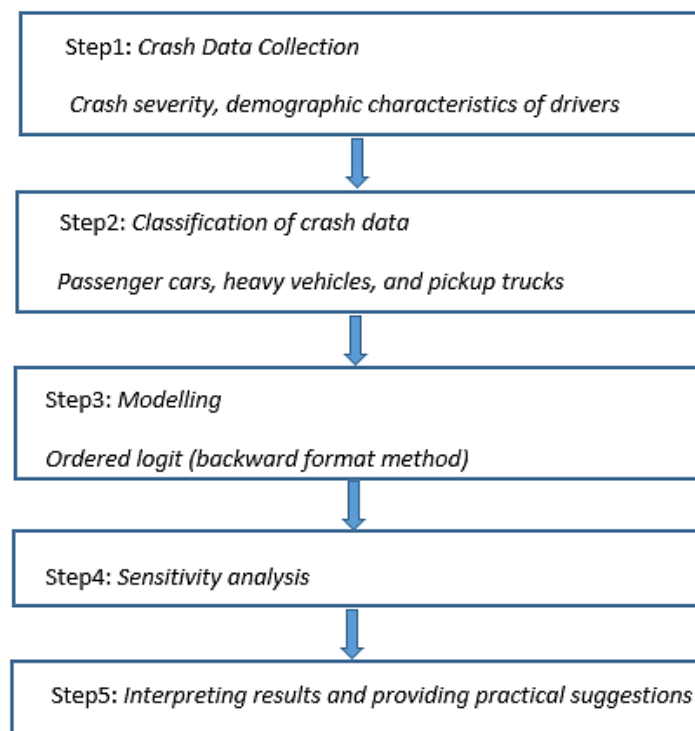 Step1: Crash Data Collection
Crash severity, demographic characteristics of drivers
Step2: Classification of crash data
Passenger cars, heavy vehicles, and pickup trucks
Step3: Modelling
Ordered logit (backward format method)
Step4: Sensitivity analysis
Step5: Interpreting results and providing practical suggestions